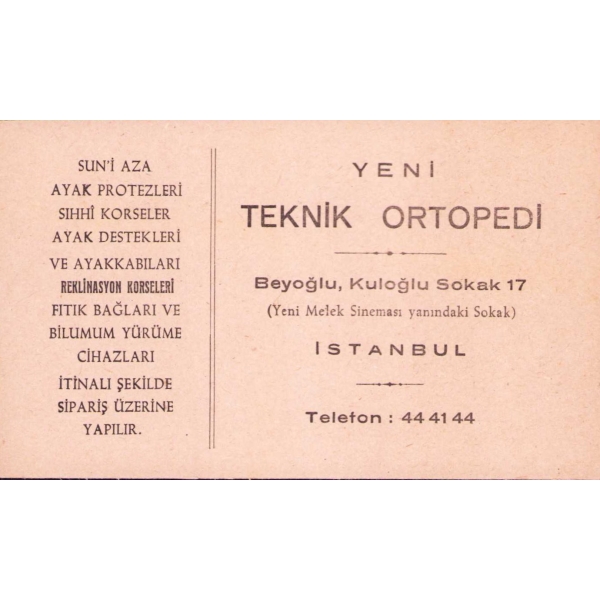 SUN'İ AZA
AYAK PROTEZLERİ
SIHHÎ KORSELER
AYAK DESTEKLERİ
VE AYAKKABILARI
REKLİNASYON KORSELERİ
FITIK BAĞLARI VE
BİLUMUM YÜRÜME
CİHAZLARI
İTİNALI ŞEKİLDE
SİPARİŞ ÜZERİNE
YAPILIR.
YENİ
TEKNİK ORTOPEDİ
Beyoğlu, Kuloğlu Sokak 17
(Yeni Melek Sineması yanındaki Sokak)
İSTANBUL
Telefon : 44 41 44